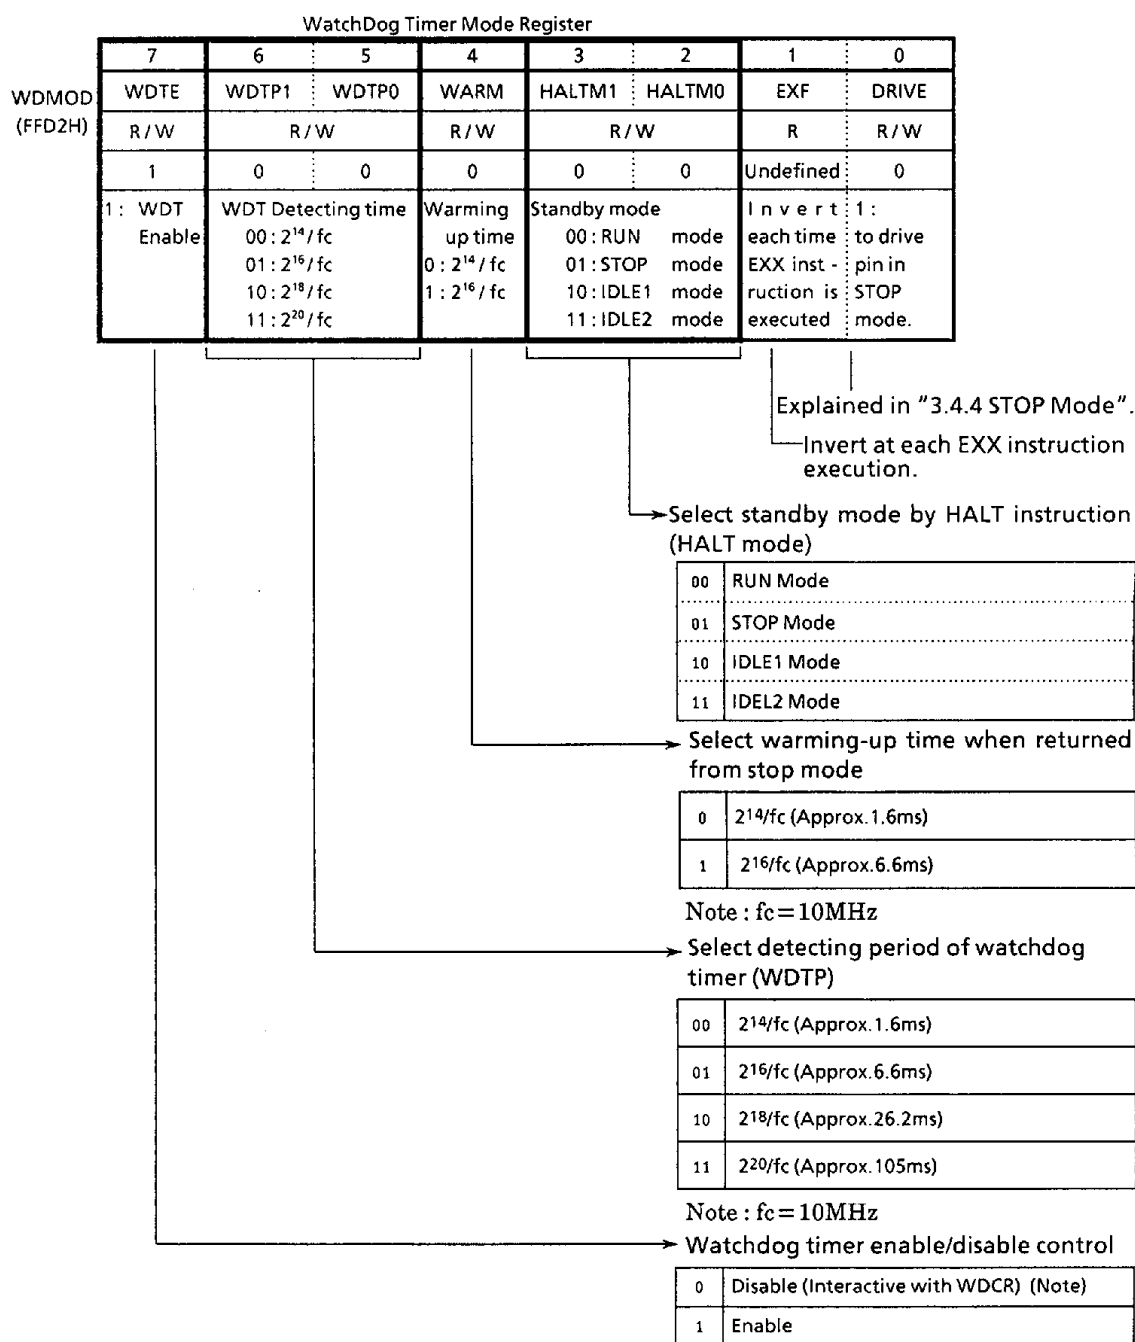 WatchDog Timer Mode Register
7 6 5 4 3 2 1 0
WDMOD (FFD2H)
WDTE WDTP1 WDTP0 WARM HALTM1 HALTM0 EXF DRIVE
R/W R/W R/W R/W R R/W
1 0 0 0 0 0 Undefined 0
1: WDT
Enable
WDT Detecting time
00: 2¹⁴/fc
01: 2¹⁶/fc
10: 2¹⁸/fc
11: 2²⁰/fc
Warming
up time
0: 2¹⁴/fc
1: 2¹⁶/fc
Standby mode
00: RUN mode
01: STOP mode
10: IDLE1 mode
11: IDLE2 mode
Invert
each time
EXX inst-
ruction is
executed
1:
to drive
pin in
STOP
mode.
Explained in "3.4.4 STOP Mode".
Invert at each EXX instruction
execution.
Select standby mode by HALT instruction
(HALT mode)
00 RUN Mode
01 STOP Mode
10 IDLE1 Mode
11 IDEL2 Mode
Select warming-up time when returned
from stop mode
0 2¹⁴/fc (Approx.1.6ms)
1 2¹⁶/fc (Approx.6.6ms)
Note : fc=10MHz
Select detecting period of watchdog
timer (WDTP)
00 2¹⁴/fc (Approx.1.6ms)
01 2¹⁶/fc (Approx.6.6ms)
10 2¹⁸/fc (Approx.26.2ms)
11 2²⁰/fc (Approx.105ms)
Note : fc=10MHz
Watchdog timer enable/disable control
0 Disable (Interactive with WDCR) (Note)
1 Enable